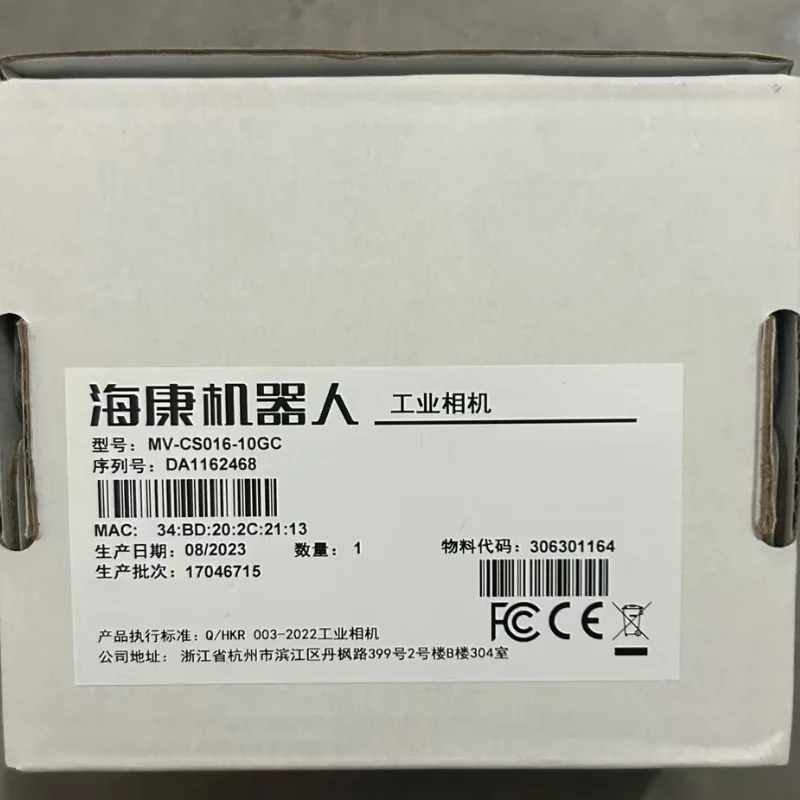 海康机器人 工业相机
型号: MV-CS016-10GC
序列号: DA1162468
MAC: 34:BD:20:2C:21:13
生产日期: 08/2023 数量: 1 物料代码: 306301164
生产批次: 17046715
FC CE
产品执行标准: Q/HKR 003-2022工业相机
公司地址: 浙江省杭州市滨江区丹枫路399号2号楼B楼304室